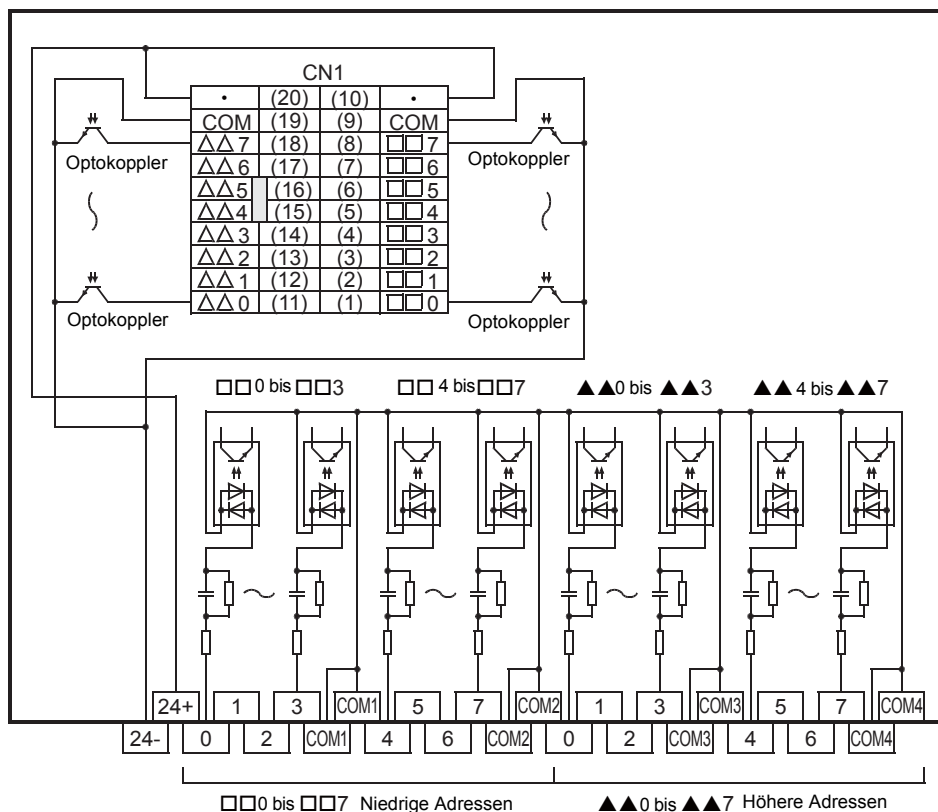 CN1
• (20) (10) •
COM (19) (9) COM
△△7 (18) (8) □□7
△△6 (17) (7) □□6
△△5 (16) (6) □□5
△△4 (15) (5) □□4
△△3 (14) (4) □□3
△△2 (13) (3) □□2
△△1 (12) (2) □□1
△△0 (11) (1) □□0
Optokoppler
Optokoppler
Optokoppler
Optokoppler
□□0 bis □□3 □□4 bis □□7 ▲▲0 bis ▲▲3 ▲▲4 bis ▲▲7
24+ 1 3 COM1 5 7 COM2 1 3 COM3 5 7 COM4
24- 0 2 COM1 4 6 COM2 0 2 COM3 4 6 COM4
□□0 bis □□7 Niedrige Adressen ▲▲0 bis ▲▲7 Höhere Adressen